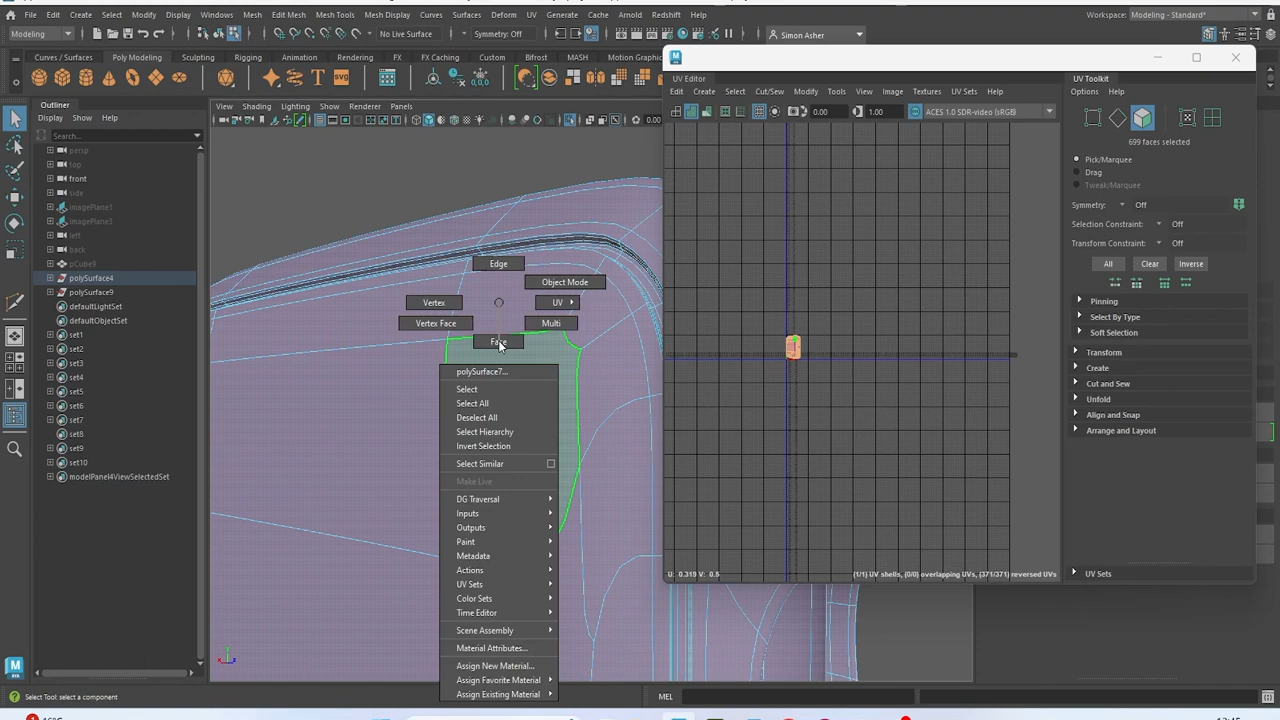 File Edit Create Select Modify Display Windows Mesh Edit Mesh Mesh Tools Mesh Display Curves Surfaces Deform UV Generate Cache Arnold Redshift Help
Workspace: Modeling - Standard*
Modeling
No Live Surface
Symmetry: Off
Simon Asher
Curves / Surfaces Poly Modeling Sculpting Rigging Animation Rendering FX FX Caching Custom Bifrost MASH Motion Graphics
Outliner
Display Show Help
Search...
persp
top
front
side
imagePlane1
imagePlane3
left
back
pCube9
polySurface4
polySurface9
defaultLightSet
defaultObjectSet
set1
set2
set3
set4
set5
set6
set7
set8
set9
set10
modelPanel4ViewSelectedSet
View Shading Lighting Show Renderer Panels
0.00
Edge
Object Mode
Vertex
UV
Vertex Face
Multi
Face
polySurface7...
Select
Select All
Deselect All
Select Hierarchy
Invert Selection
Select Similar
Make Live
DG Traversal
Inputs
Outputs
Paint
Metadata
Actions
UV Sets
Color Sets
Time Editor
Scene Assembly
Material Attributes...
Assign New Material...
Assign Favorite Material
Assign Existing Material
UV Editor
Edit Create Select Cut/Sew Modify Tools View Image Textures UV Sets Help
0.00
1.00
ACES 1.0 SDR-video (sRGB)
U: 0.319 V: 0.5
(1/1) UV shells, (0/0) overlapping UVs, (371/371) reversed UVs
UV Toolkit
Options Help
699 faces selected
Pick/Marquee
Drag
Tweak/Marquee
Symmetry: Off
Selection Constraint: Off
Transform Constraint: Off
All Clear Inverse
Pinning
Select By Type
Soft Selection
Transform
Create
Cut and Sew
Unfold
Align and Snap
Arrange and Layout
UV Sets
Select Tool: select a component
MEL